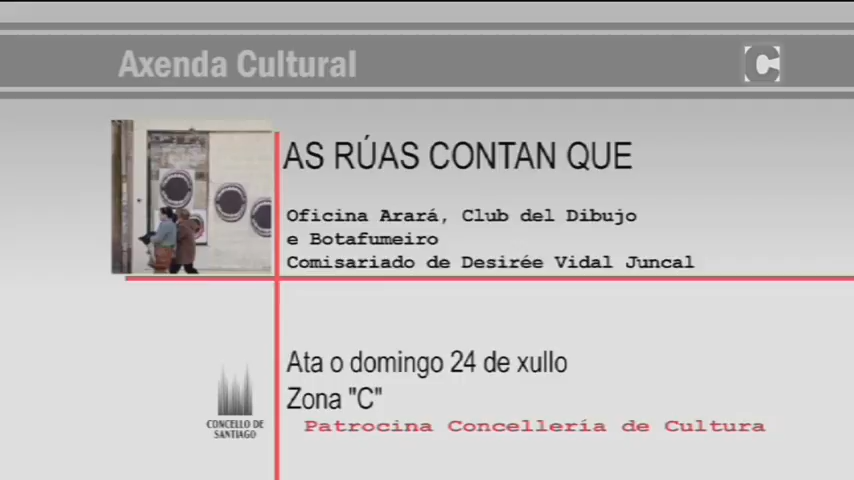 Axenda Cultural
C
AS RÚAS CONTAN QUE
Oficina Arará, Club del Dibujo
e Botafumeiro
Comisariado de Desirée Vidal Juncal
Ata o domingo 24 de xullo
Zona "C"
CONCELLO DE
SANTIAGO
Patrocina Concellería de Cultura